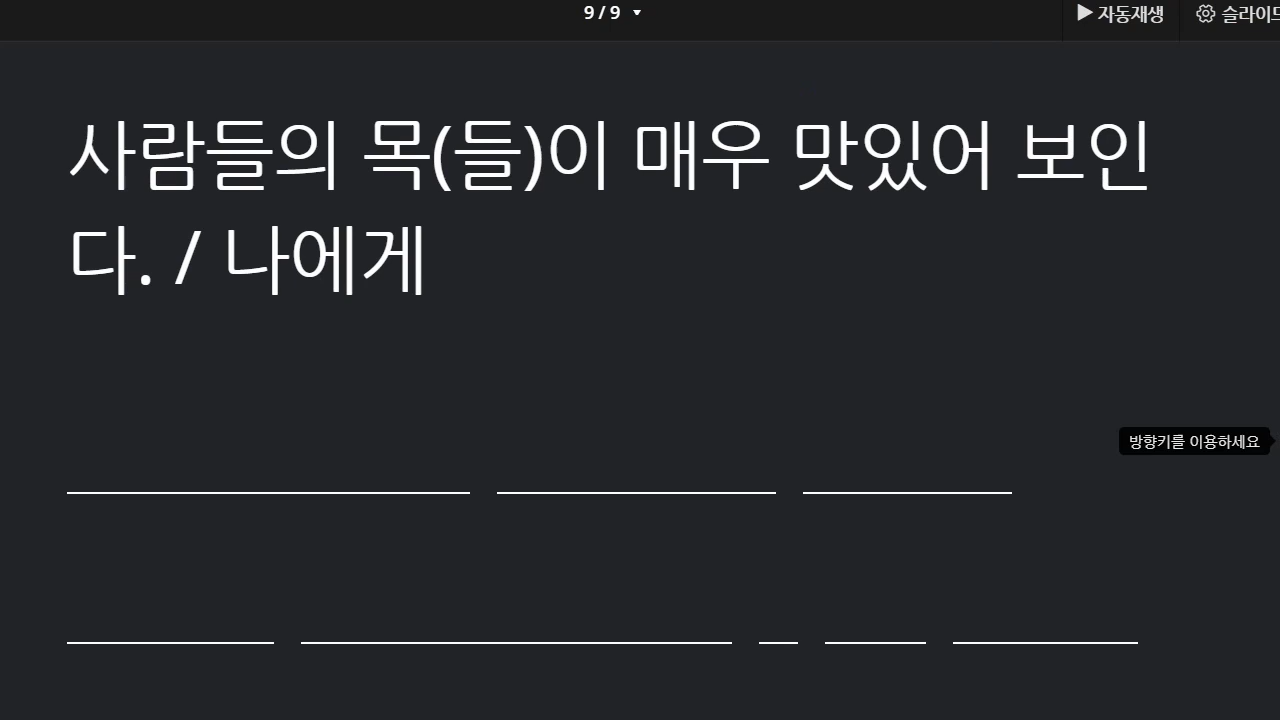 9 / 9
▶ 자동재생
슬라이드
사람들의 목(들)이 매우 맛있어 보인
다. / 나에게
방향키를 이용하세요